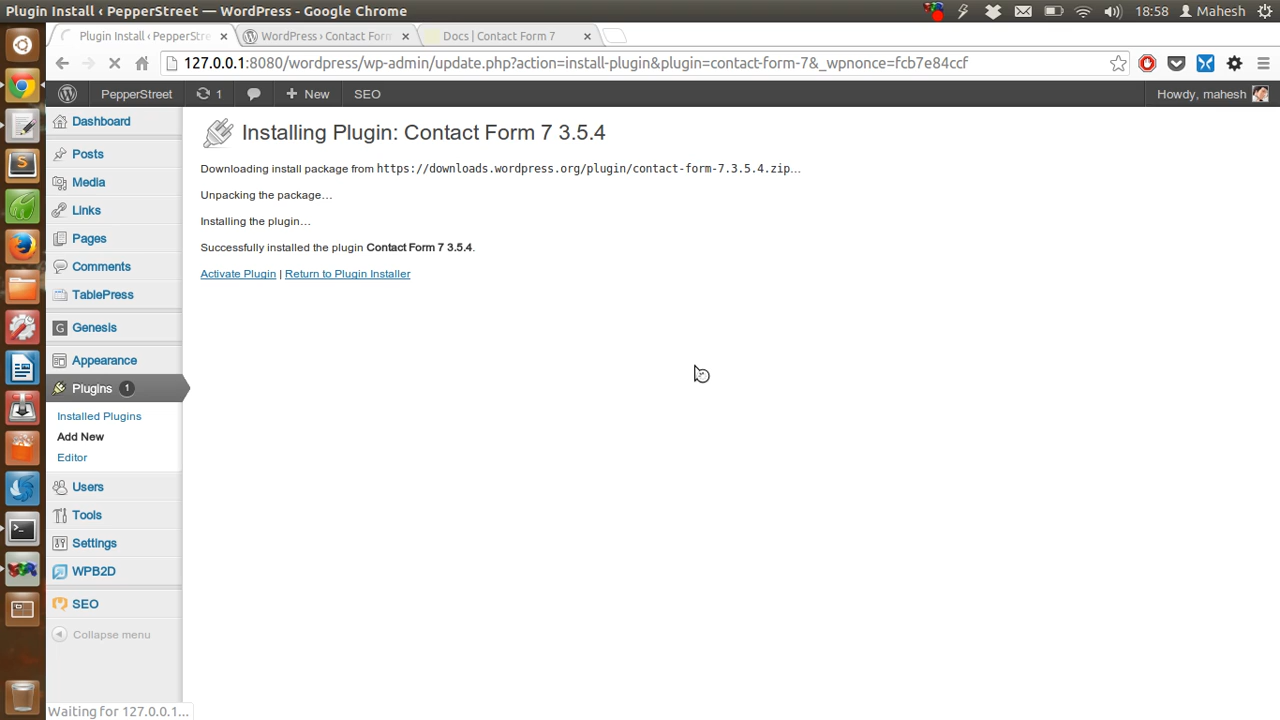 Plugin Install ‹ PepperStreet — WordPress - Google Chrome
18:58 Mahesh
Plugin Install ‹ PepperStre
WordPress › Contact Form
Docs | Contact Form 7
127.0.0.1:8080/wordpress/wp-admin/update.php?action=install-plugin&plugin=contact-form-7&_wpnonce=fcb7e84ccf
PepperStreet 1 + New SEO
Howdy, mahesh
Dashboard
Posts
Media
Links
Pages
Comments
TablePress
G Genesis
Appearance
Plugins 1
Installed Plugins
Add New
Editor
Users
Tools
Settings
WPB2D
SEO
Collapse menu
Installing Plugin: Contact Form 7 3.5.4
Downloading install package from https://downloads.wordpress.org/plugin/contact-form-7.3.5.4.zip…
Unpacking the package…
Installing the plugin…
Successfully installed the plugin Contact Form 7 3.5.4.
Activate Plugin | Return to Plugin Installer
Waiting for 127.0.0.1...